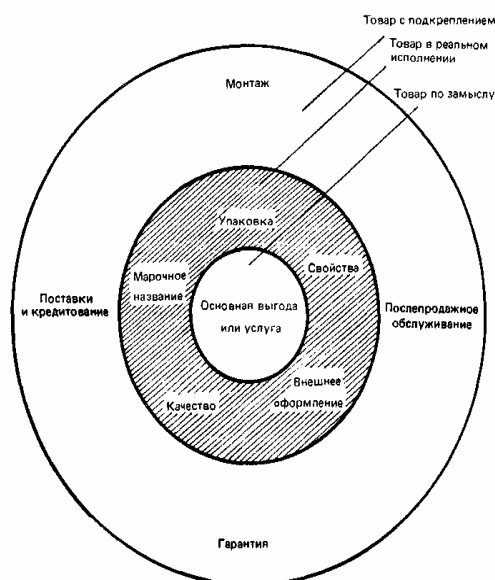 Товар с подкреплением
Товар в реальном
исполнении
Товар по замыслу
Монтаж
Упаковка
Свойства
Марочное
название
Основная выгода
или услуга
Поставки
и кредитование
Послепродажное
обслуживание
Внешнее
оформление
Качество
Гарантия